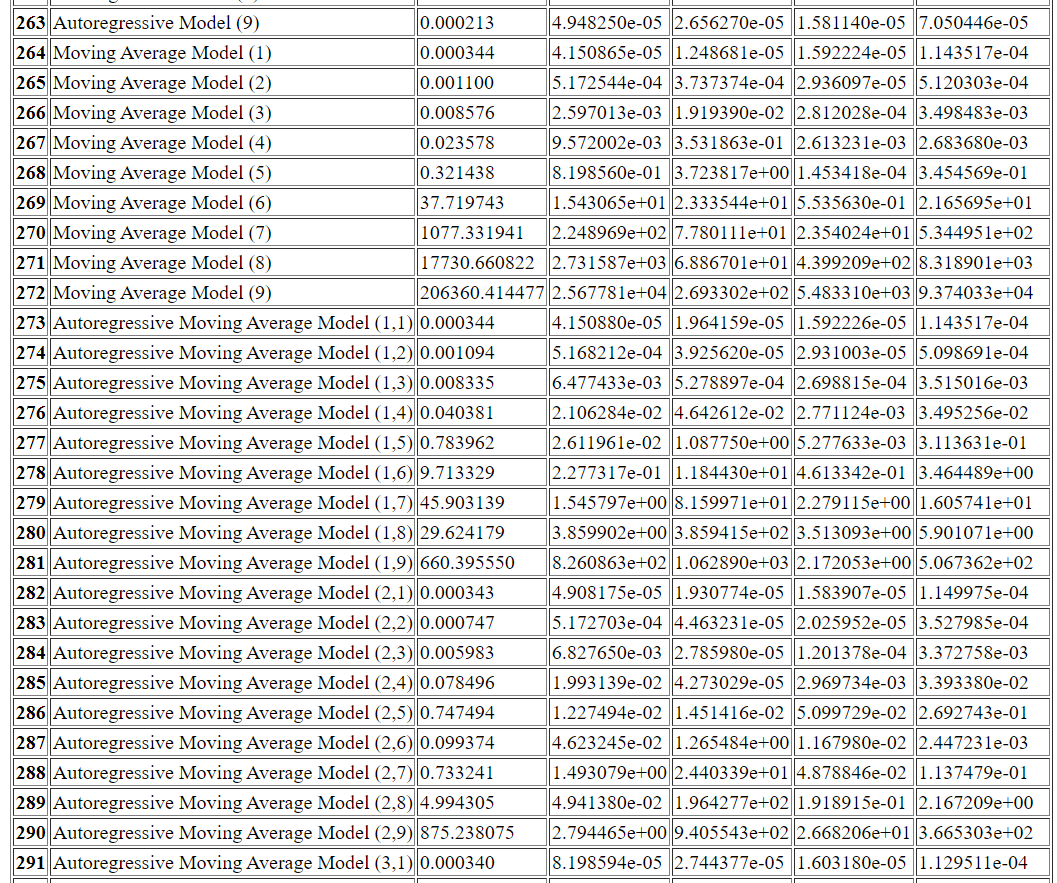 263 Autoregressive Model (9) 0.000213 4.948250e-05 2.656270e-05 1.581140e-05 7.050446e-05
264 Moving Average Model (1) 0.000344 4.150865e-05 1.248681e-05 1.592224e-05 1.143517e-04
265 Moving Average Model (2) 0.001100 5.172544e-04 3.737374e-04 2.936097e-05 5.120303e-04
266 Moving Average Model (3) 0.008576 2.597013e-03 1.919390e-02 2.812028e-04 3.498483e-03
267 Moving Average Model (4) 0.023578 9.572002e-03 3.531863e-01 2.613231e-03 2.683680e-03
268 Moving Average Model (5) 0.321438 8.198560e-01 3.723817e+00 1.453418e-04 3.454569e-01
269 Moving Average Model (6) 37.719743 1.543065e+01 2.333544e+01 5.535630e-01 2.165695e+01
270 Moving Average Model (7) 1077.331941 2.248969e+02 7.780111e+01 2.354024e+01 5.344951e+02
271 Moving Average Model (8) 17730.660822 2.731587e+03 6.886701e+01 4.399209e+02 8.318901e+03
272 Moving Average Model (9) 206360.414477 2.567781e+04 2.693302e+02 5.483310e+03 9.374033e+04
273 Autoregressive Moving Average Model (1,1) 0.000344 4.150880e-05 1.964159e-05 1.592226e-05 1.143517e-04
274 Autoregressive Moving Average Model (1,2) 0.001094 5.168212e-04 3.925620e-05 2.931003e-05 5.098691e-04
275 Autoregressive Moving Average Model (1,3) 0.008335 6.477433e-03 5.278897e-04 2.698815e-04 3.515016e-03
276 Autoregressive Moving Average Model (1,4) 0.040381 2.106284e-02 4.642612e-02 2.771124e-03 3.495256e-02
277 Autoregressive Moving Average Model (1,5) 0.783962 2.611961e-02 1.087750e+00 5.277633e-03 3.113631e-01
278 Autoregressive Moving Average Model (1,6) 9.713329 2.277317e-01 1.184430e+01 4.613342e-01 3.464489e+00
279 Autoregressive Moving Average Model (1,7) 45.903139 1.545797e+00 8.159971e+01 2.279115e+00 1.605741e+01
280 Autoregressive Moving Average Model (1,8) 29.624179 3.859902e+00 3.859415e+02 3.513093e+00 5.901071e+00
281 Autoregressive Moving Average Model (1,9) 660.395550 8.260863e+02 1.062890e+03 2.172053e+00 5.067362e+02
282 Autoregressive Moving Average Model (2,1) 0.000343 4.908175e-05 1.930774e-05 1.583907e-05 1.149975e-04
283 Autoregressive Moving Average Model (2,2) 0.000747 5.172703e-04 4.463231e-05 2.025952e-05 3.527985e-04
284 Autoregressive Moving Average Model (2,3) 0.005983 6.827650e-03 2.785980e-05 1.201378e-04 3.372758e-03
285 Autoregressive Moving Average Model (2,4) 0.078496 1.993139e-02 4.273029e-05 2.969734e-03 3.393380e-02
286 Autoregressive Moving Average Model (2,5) 0.747494 1.227494e-02 1.451416e-02 5.099729e-02 2.692743e-01
287 Autoregressive Moving Average Model (2,6) 0.099374 4.623245e-02 1.265484e+00 1.167980e-02 2.447231e-03
288 Autoregressive Moving Average Model (2,7) 0.733241 1.493079e+00 2.440339e+01 4.878846e-02 1.137479e-01
289 Autoregressive Moving Average Model (2,8) 4.994305 4.941380e-02 1.964277e+02 1.918915e-01 2.167209e+00
290 Autoregressive Moving Average Model (2,9) 875.238075 2.794465e+00 9.405543e+02 2.668206e+01 3.665303e+02
291 Autoregressive Moving Average Model (3,1) 0.000340 8.198594e-05 2.744377e-05 1.603180e-05 1.129511e-04